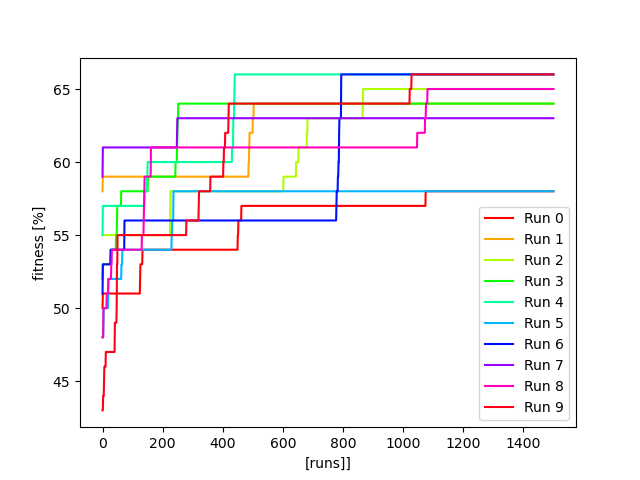 fitness [%]
65
60
55
50
45
0
200
400
600
800
1000
1200
1400
[runs]]
Run 0
Run 1
Run 2
Run 3
Run 4
Run 5
Run 6
Run 7
Run 8
Run 9